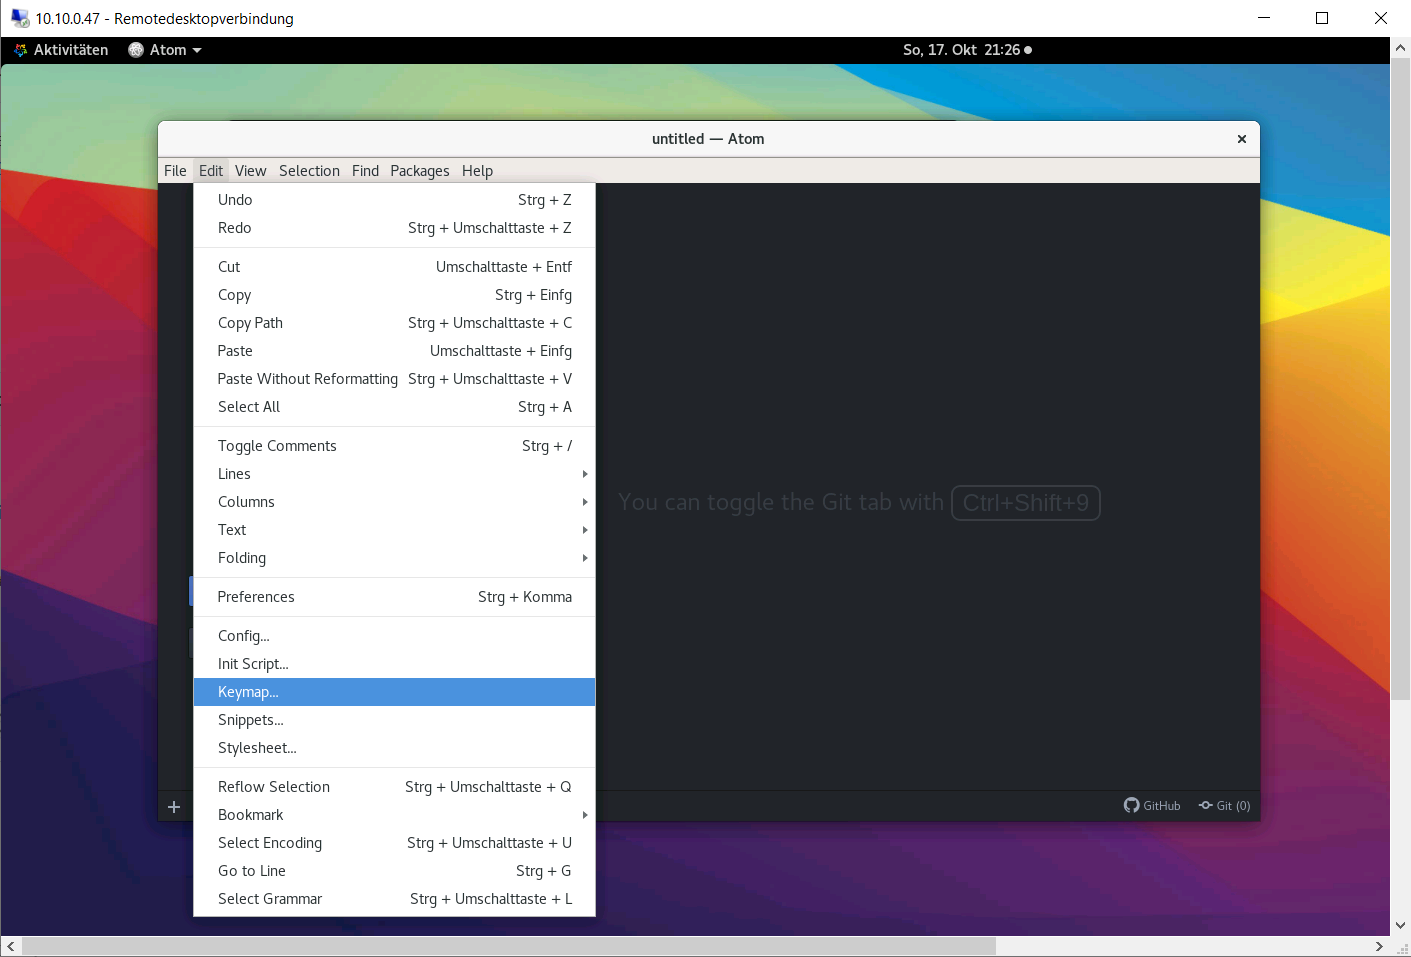 10.10.0.47 - Remotedesktopverbindung
Aktivitäten Atom So, 17. Okt 21:26
untitled — Atom
File Edit View Selection Find Packages Help
Undo Strg + Z
Redo Strg + Umschalttaste + Z
Cut Umschalttaste + Entf
Copy Strg + Einfg
Copy Path Strg + Umschalttaste + C
Paste Umschalttaste + Einfg
Paste Without Reformatting Strg + Umschalttaste + V
Select All Strg + A
Toggle Comments Strg + /
Lines
Columns
Text
Folding
Preferences Strg + Komma
Config...
Init Script...
Keymap...
Snippets...
Stylesheet...
Reflow Selection Strg + Umschalttaste + Q
Bookmark
Select Encoding Strg + Umschalttaste + U
Go to Line Strg + G
Select Grammar Strg + Umschalttaste + L
You can toggle the Git tab with Ctrl+Shift+9
GitHub Git (0)